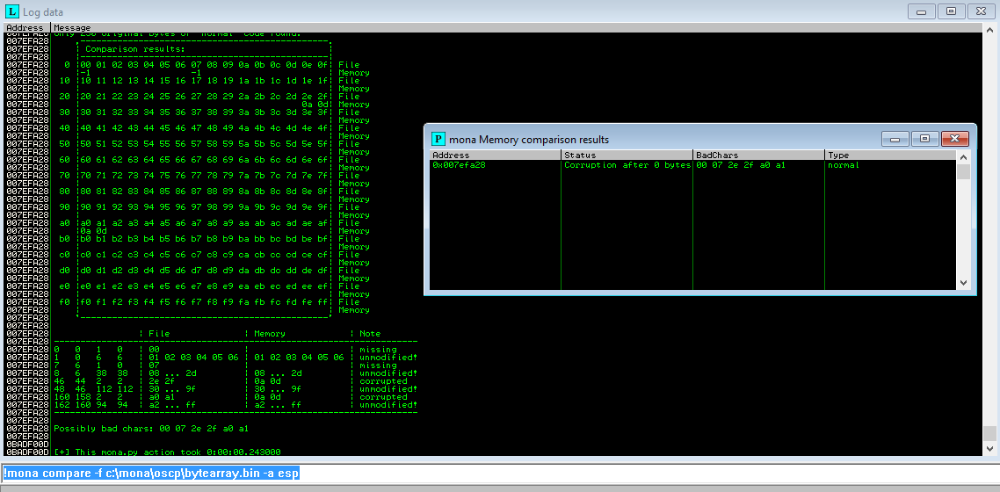 Log data
Address Message
007EFA28 Only 250 original bytes of 'normal' code found.
007EFA28
007EFA28 | Comparison results: |
007EFA28
007EFA28 0 |00 01 02 03 04 05 06 07 08 09 0a 0b 0c 0d 0e 0f| File
007EFA28 |-1 -1 | Memory
007EFA28 10 |10 11 12 13 14 15 16 17 18 19 1a 1b 1c 1d 1e 1f| File
007EFA28 | | Memory
007EFA28 20 |20 21 22 23 24 25 26 27 28 29 2a 2b 2c 2d 2e 2f| File
007EFA28 | 0a 0d| Memory
007EFA28 30 |30 31 32 33 34 35 36 37 38 39 3a 3b 3c 3d 3e 3f| File
007EFA28 | | Memory
007EFA28 40 |40 41 42 43 44 45 46 47 48 49 4a 4b 4c 4d 4e 4f| File
007EFA28 | | Memory
007EFA28 50 |50 51 52 53 54 55 56 57 58 59 5a 5b 5c 5d 5e 5f| File
007EFA28 | | Memory
007EFA28 60 |60 61 62 63 64 65 66 67 68 69 6a 6b 6c 6d 6e 6f| File
007EFA28 | | Memory
007EFA28 70 |70 71 72 73 74 75 76 77 78 79 7a 7b 7c 7d 7e 7f| File
007EFA28 | | Memory
007EFA28 80 |80 81 82 83 84 85 86 87 88 89 8a 8b 8c 8d 8e 8f| File
007EFA28 | | Memory
007EFA28 90 |90 91 92 93 94 95 96 97 98 99 9a 9b 9c 9d 9e 9f| File
007EFA28 | | Memory
007EFA28 a0 |a0 a1 a2 a3 a4 a5 a6 a7 a8 a9 aa ab ac ad ae af| File
007EFA28 |0a 0d | Memory
007EFA28 b0 |b0 b1 b2 b3 b4 b5 b6 b7 b8 b9 ba bb bc bd be bf| File
007EFA28 | | Memory
007EFA28 c0 |c0 c1 c2 c3 c4 c5 c6 c7 c8 c9 ca cb cc cd ce cf| File
007EFA28 | | Memory
007EFA28 d0 |d0 d1 d2 d3 d4 d5 d6 d7 d8 d9 da db dc dd de df| File
007EFA28 | | Memory
007EFA28 e0 |e0 e1 e2 e3 e4 e5 e6 e7 e8 e9 ea eb ec ed ee ef| File
007EFA28 | | Memory
007EFA28 f0 |f0 f1 f2 f3 f4 f5 f6 f7 f8 f9 fa fb fc fd fe ff| File
007EFA28 | | Memory
007EFA28
007EFA28
007EFA28 | File | Memory | Note
007EFA28
007EFA28 0 0 1 0 | 00 | | missing
007EFA28 1 0 6 6 | 01 02 03 04 05 06 | 01 02 03 04 05 06 | unmodified!
007EFA28 7 6 1 0 | 07 | | missing
007EFA28 8 6 38 38 | 08 ... 2d | 08 ... 2d | unmodified!
007EFA28 46 44 2 2 | 2e 2f | 0a 0d | corrupted
007EFA28 48 46 112 112 | 30 ... 9f | 30 ... 9f | unmodified!
007EFA28 160 158 2 2 | a0 a1 | 0a 0d | corrupted
007EFA28 162 160 94 94 | a2 ... ff | a2 ... ff | unmodified!
007EFA28
007EFA28
007EFA28 Possibly bad chars: 00 07 2e 2f a0 a1
007EFA28
0BADF00D
0BADF00D [+] This mona.py action took 0:00:00.243000
mona Memory comparison results
Address Status BadChars Type
0x007efa28 Corruption after 0 bytes 00 07 2e 2f a0 a1 normal
!mona compare -f c:\mona\oscp\bytearray.bin -a esp